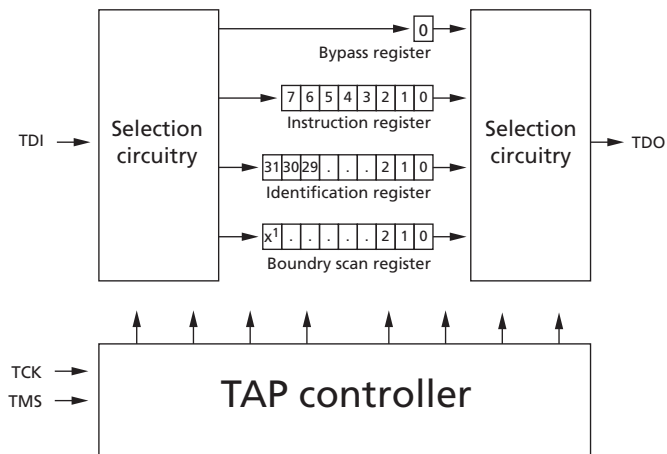 0
Bypass register
7 6 5 4 3 2 1 0
Instruction register
Selection
circuitry
TDI
Selection
circuitry
TDO
31 30 29 . . . 2 1 0
Identification register
x1 . . . . . 2 1 0
Boundry scan register
TCK
TMS
TAP controller